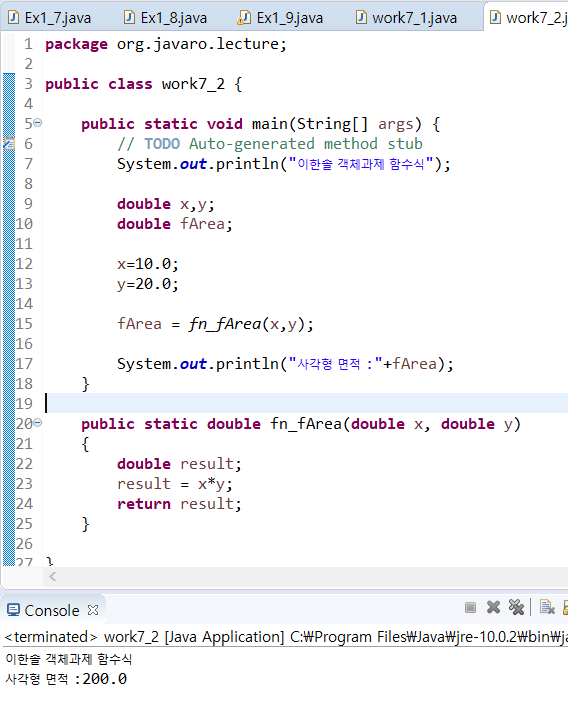 Ex1_7.java Ex1_8.java Ex1_9.java work7_1.java work7_2.j
1 package org.javaro.lecture;
2
3 public class work7_2 {
4
5 public static void main(String[] args) {
6 // TODO Auto-generated method stub
7 System.out.println("이한솔 객체과제 함수식");
8
9 double x,y;
10 double fArea;
11
12 x=10.0;
13 y=20.0;
14
15 fArea = fn_fArea(x,y);
16
17 System.out.println("사각형 면적 :"+fArea);
18 }
19
20 public static double fn_fArea(double x, double y)
21 {
22 double result;
23 result = x*y;
24 return result;
25 }
26
27 }
Console
<terminated> work7_2 [Java Application] C:₩Program Files₩Java₩jre-10.0.2₩bin₩ja
이한솔 객체과제 함수식
사각형 면적 :200.0